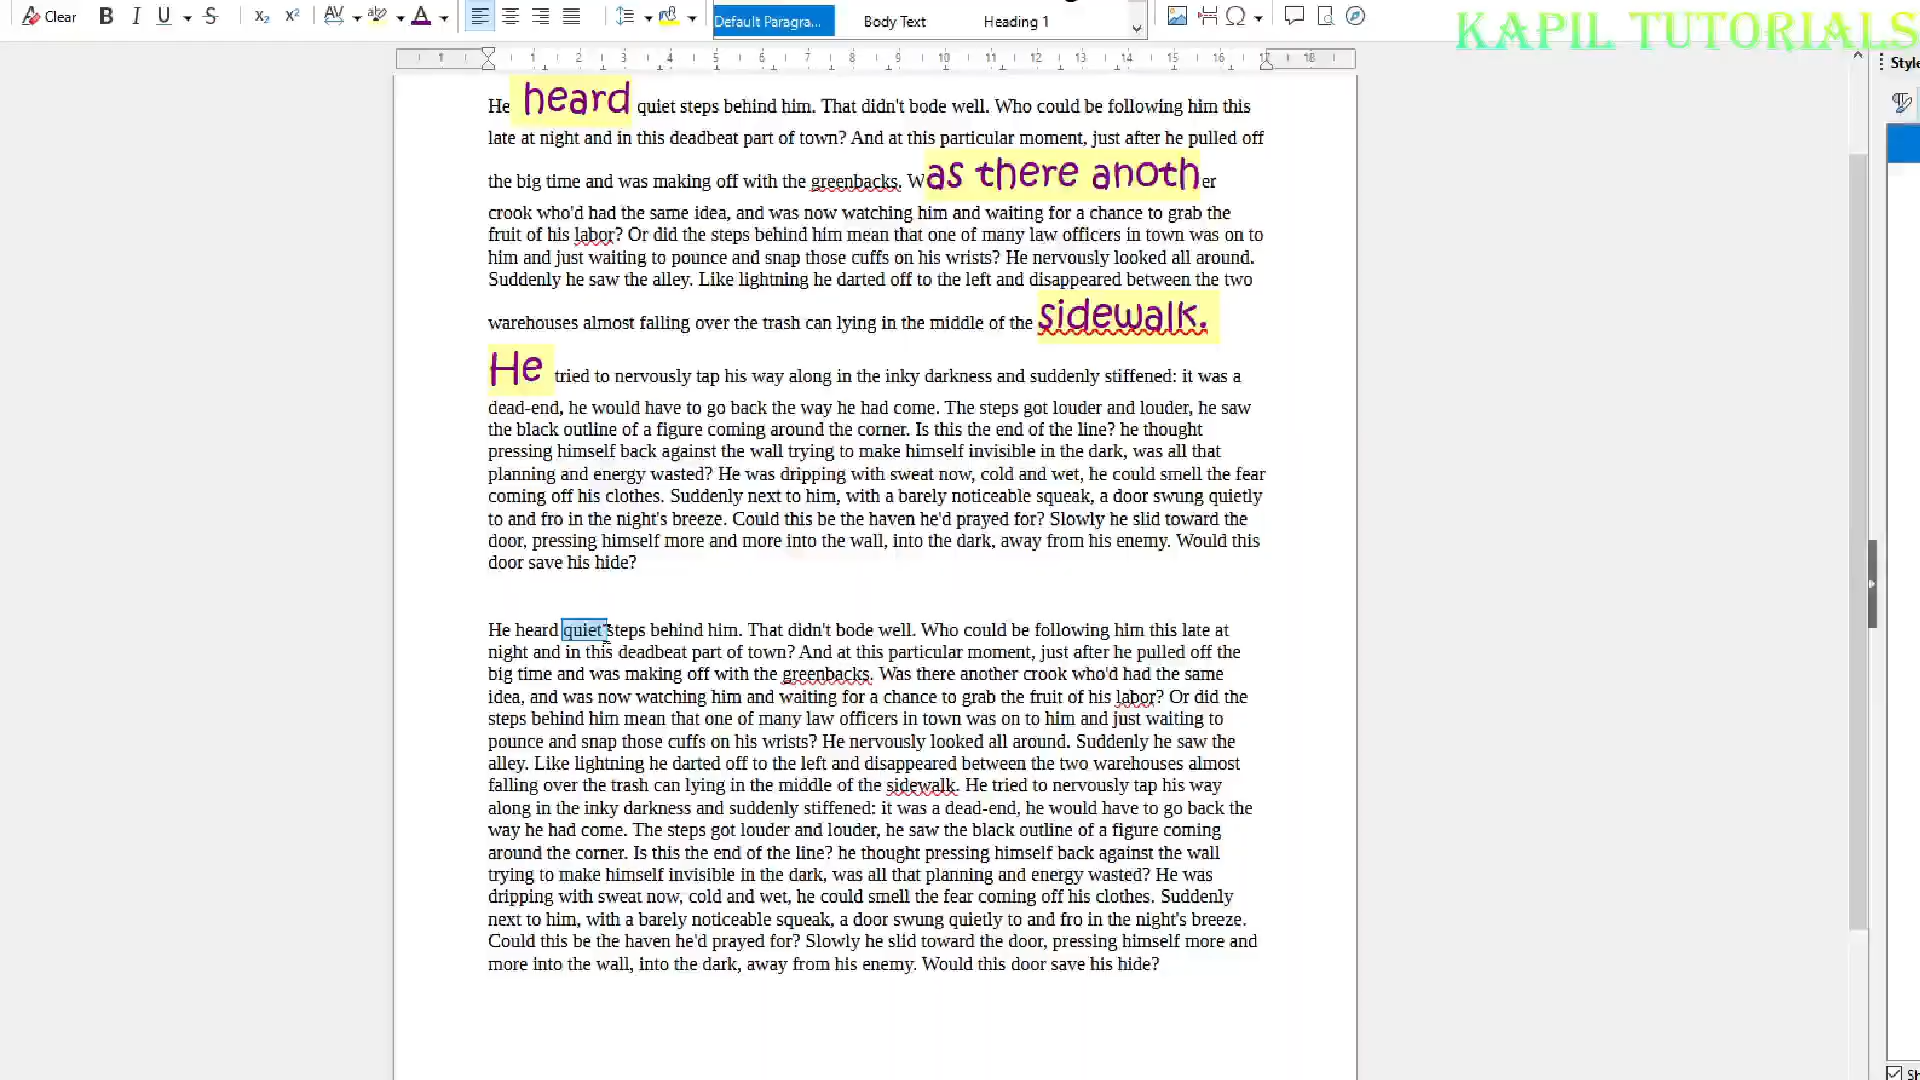 Clear B I U S X₂ X² AV A Default Paragra... Body Text Heading 1
KAPIL TUTORIALS
1 1 2 3 4 5 6 7 8 9 10 11 12 13 14 15 16 17 18
Style
He heard quiet steps behind him. That didn't bode well. Who could be following him this
late at night and in this deadbeat part of town? And at this particular moment, just after he pulled off
the big time and was making off with the greenbacks. Was there another
crook who'd had the same idea, and was now watching him and waiting for a chance to grab the
fruit of his labor? Or did the steps behind him mean that one of many law officers in town was on to
him and just waiting to pounce and snap those cuffs on his wrists? He nervously looked all around.
Suddenly he saw the alley. Like lightning he darted off to the left and disappeared between the two
warehouses almost falling over the trash can lying in the middle of the sidewalk.
He tried to nervously tap his way along in the inky darkness and suddenly stiffened: it was a
dead-end, he would have to go back the way he had come. The steps got louder and louder, he saw
the black outline of a figure coming around the corner. Is this the end of the line? he thought
pressing himself back against the wall trying to make himself invisible in the dark, was all that
planning and energy wasted? He was dripping with sweat now, cold and wet, he could smell the fear
coming off his clothes. Suddenly next to him, with a barely noticeable squeak, a door swung quietly
to and fro in the night's breeze. Could this be the haven he'd prayed for? Slowly he slid toward the
door, pressing himself more and more into the wall, into the dark, away from his enemy. Would this
door save his hide?
He heard quiet steps behind him. That didn't bode well. Who could be following him this late at
night and in this deadbeat part of town? And at this particular moment, just after he pulled off the
big time and was making off with the greenbacks. Was there another crook who'd had the same
idea, and was now watching him and waiting for a chance to grab the fruit of his labor? Or did the
steps behind him mean that one of many law officers in town was on to him and just waiting to
pounce and snap those cuffs on his wrists? He nervously looked all around. Suddenly he saw the
alley. Like lightning he darted off to the left and disappeared between the two warehouses almost
falling over the trash can lying in the middle of the sidewalk. He tried to nervously tap his way
along in the inky darkness and suddenly stiffened: it was a dead-end, he would have to go back the
way he had come. The steps got louder and louder, he saw the black outline of a figure coming
around the corner. Is this the end of the line? he thought pressing himself back against the wall
trying to make himself invisible in the dark, was all that planning and energy wasted? He was
dripping with sweat now, cold and wet, he could smell the fear coming off his clothes. Suddenly
next to him, with a barely noticeable squeak, a door swung quietly to and fro in the night's breeze.
Could this be the haven he'd prayed for? Slowly he slid toward the door, pressing himself more and
more into the wall, into the dark, away from his enemy. Would this door save his hide?
Sh